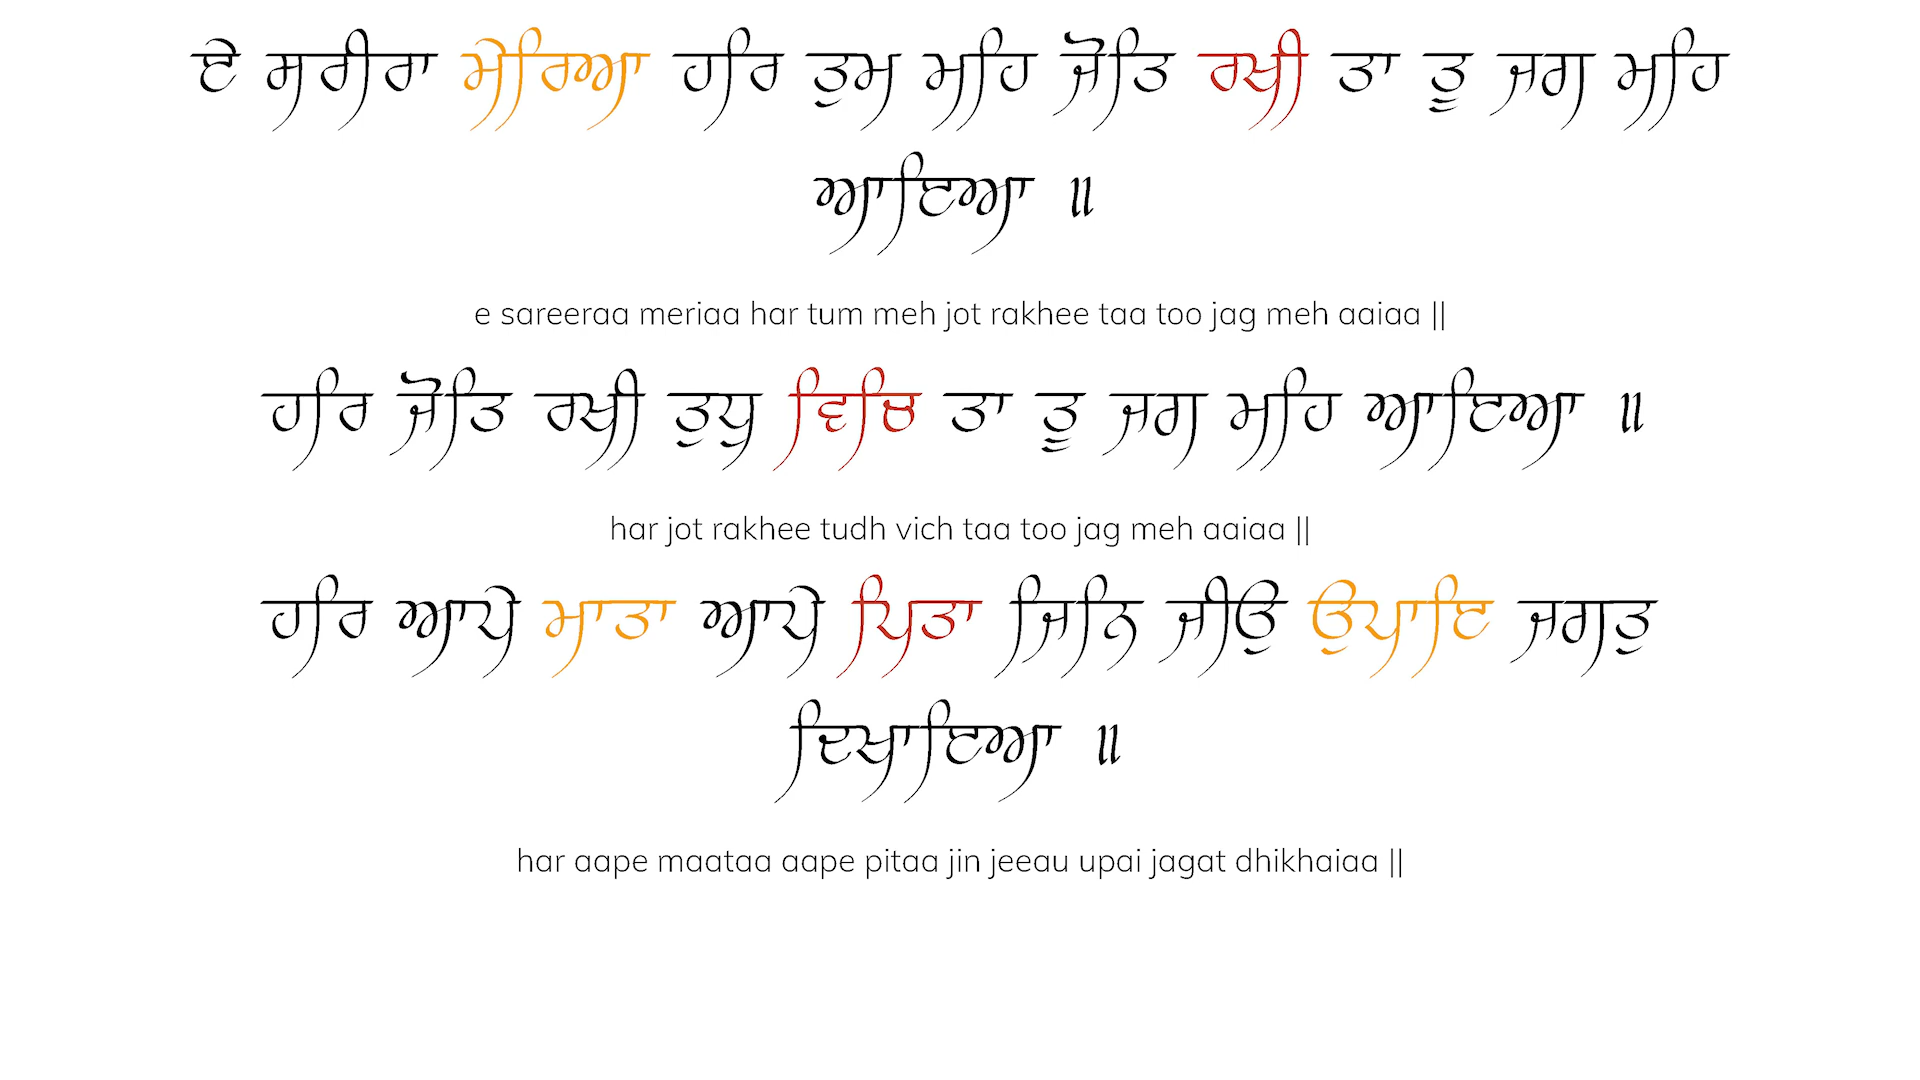 ਏ ਸਰੀਰਾ ਮੇਰਿਆ ਹਰਿ ਤੁਮ ਮਹਿ ਜੋਤਿ ਰਖੀ ਤਾ ਤੂ ਜਗ ਮਹਿ
ਆਇਆ ॥
e sareeraa meriaa har tum meh jot rakhee taa too jag meh aaiaa ||
ਹਰਿ ਜੋਤਿ ਰਖੀ ਤੁਧੁ ਵਿਚਿ ਤਾ ਤੂ ਜਗ ਮਹਿ ਆਇਆ ॥
har jot rakhee tudh vich taa too jag meh aaiaa ||
ਹਰਿ ਆਪੇ ਮਾਤਾ ਆਪੇ ਪਿਤਾ ਜਿਨਿ ਜੀਉ ਉਪਾਇ ਜਗਤੁ
ਦਿਖਾਇਆ ॥
har aape maataa aape pitaa jin jeeau upai jagat dhikhaiaa ||